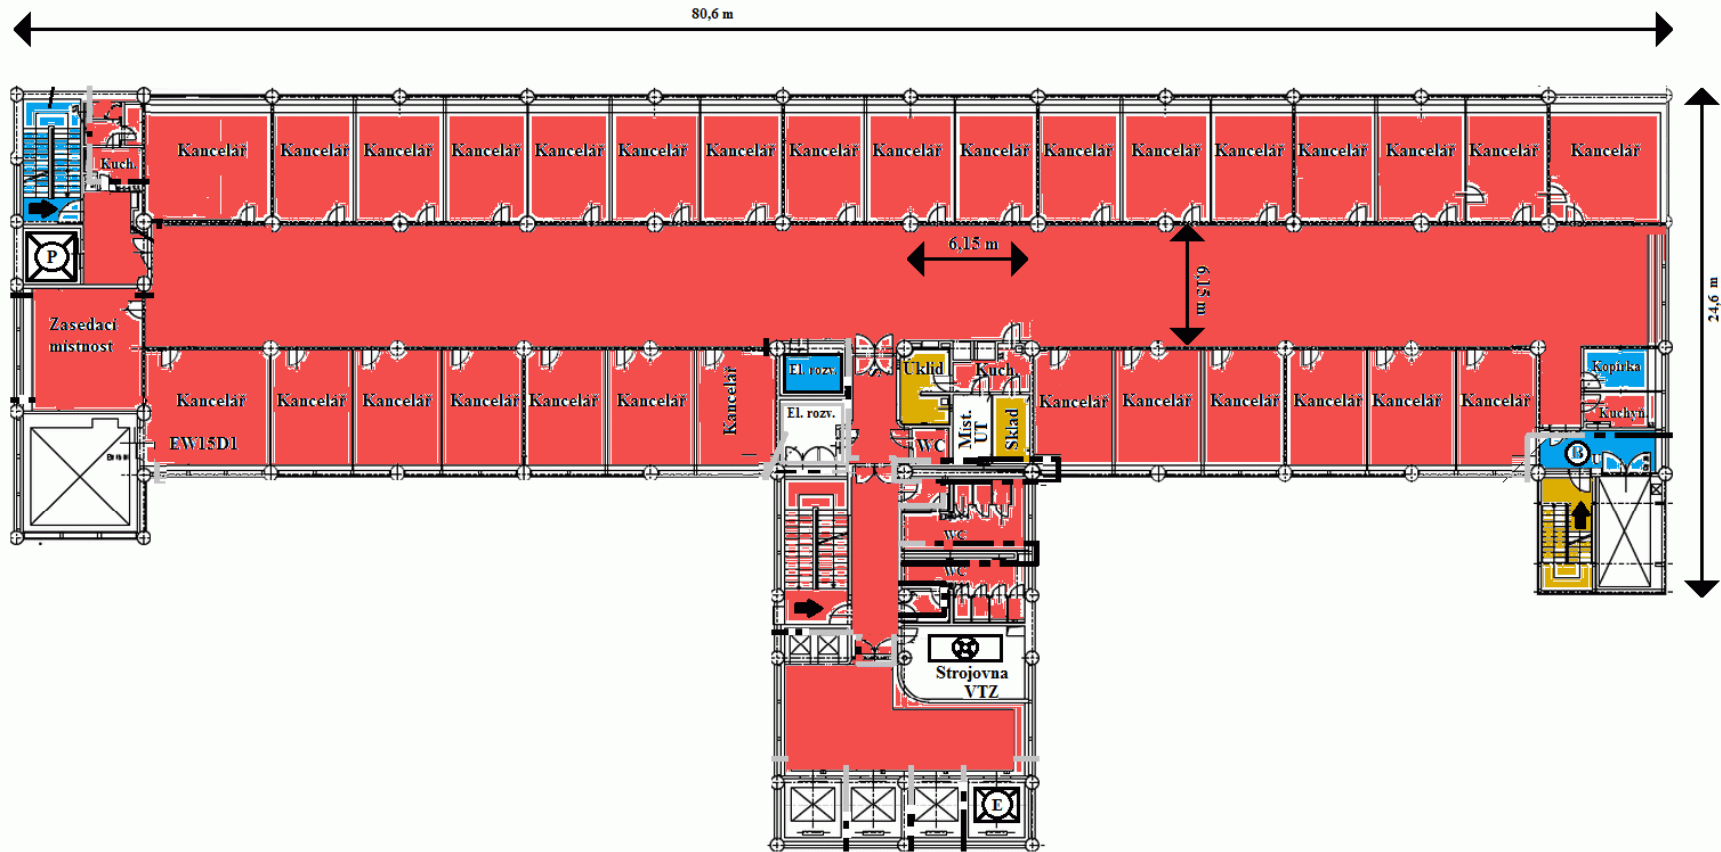 80,6 m
Kancelář Kancelář Kancelář Kancelář Kancelář Kancelář Kancelář Kancelář Kancelář Kancelář Kancelář Kancelář Kancelář Kancelář Kancelář Kancelář Kancelář
Kuch.
P
6,15 m
6,15 m
24,6 m
Zasedací
místnost
El. rozv.
Úklid
Kuch.
Kopírka
Kancelář Kancelář Kancelář Kancelář Kancelář Kancelář Kancelář
El. rozv.
Kancelář Kancelář Kancelář Kancelář Kancelář Kancelář
Kuchyň.
EW15D1
WC
Míst.
UT
Sklad
B
U
WC
WC
Strojovna
VTZ
E